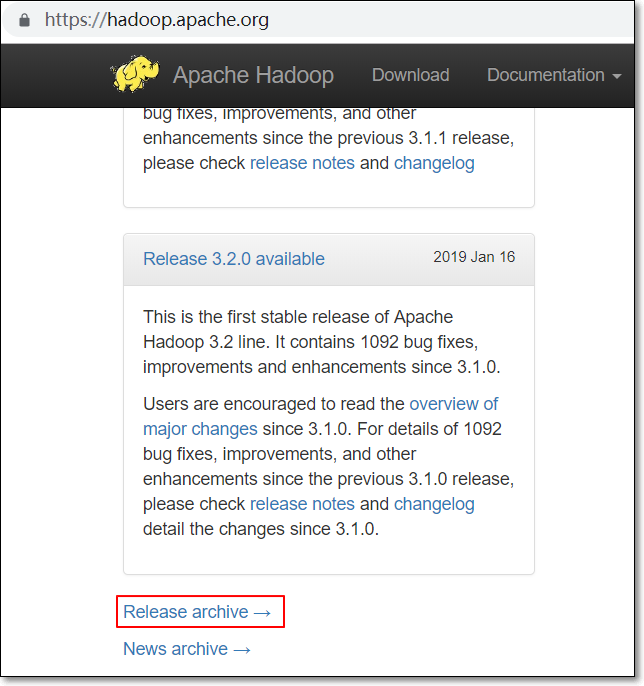 https://hadoop.apache.org
Apache Hadoop Download Documentation
bug fixes, improvements, and other
enhancements since the previous 3.1.1 release,
please check release notes and changelog
Release 3.2.0 available 2019 Jan 16
This is the first stable release of Apache
Hadoop 3.2 line. It contains 1092 bug fixes,
improvements and enhancements since 3.1.0.
Users are encouraged to read the overview of
major changes since 3.1.0. For details of 1092
bug fixes, improvements, and other
enhancements since the previous 3.1.0 release,
please check release notes and changelog
detail the changes since 3.1.0.
Release archive →
News archive →